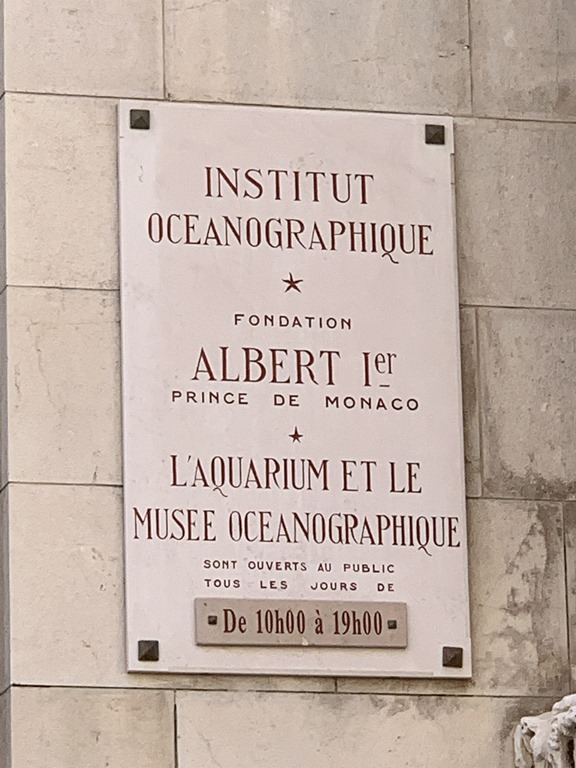 INSTITUT
OCEANOGRAPHIQUE
FONDATION
ALBERT Ier
PRINCE DE MONACO
L'AQUARIUM ET LE
MUSEE OCEANOGRAPHIQUE
SONT OUVERTS AU PUBLIC
TOUS LES JOURS DE
De 10h00 à 19h00